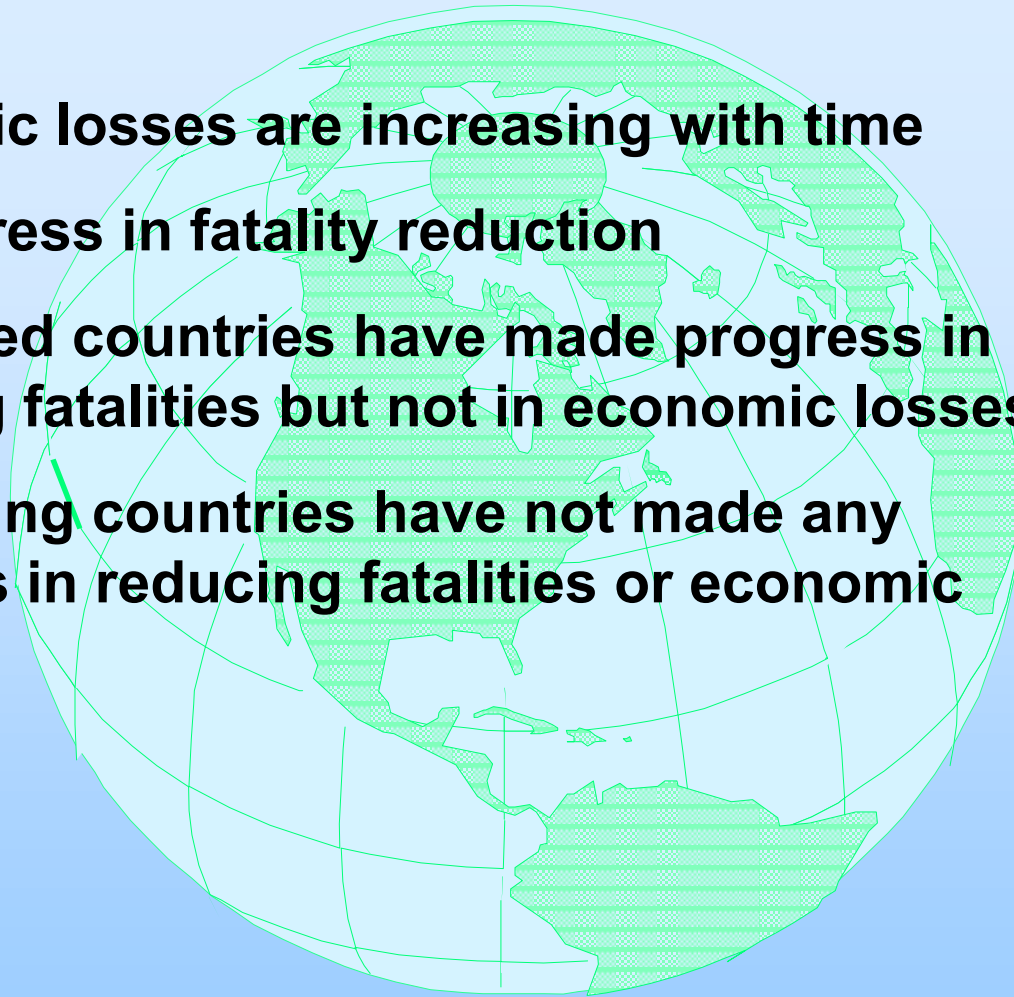 ic losses are increasing with time
ress in fatality reduction
ed countries have made progress in
g fatalities but not in economic losses
ing countries have not made any
s in reducing fatalities or economic